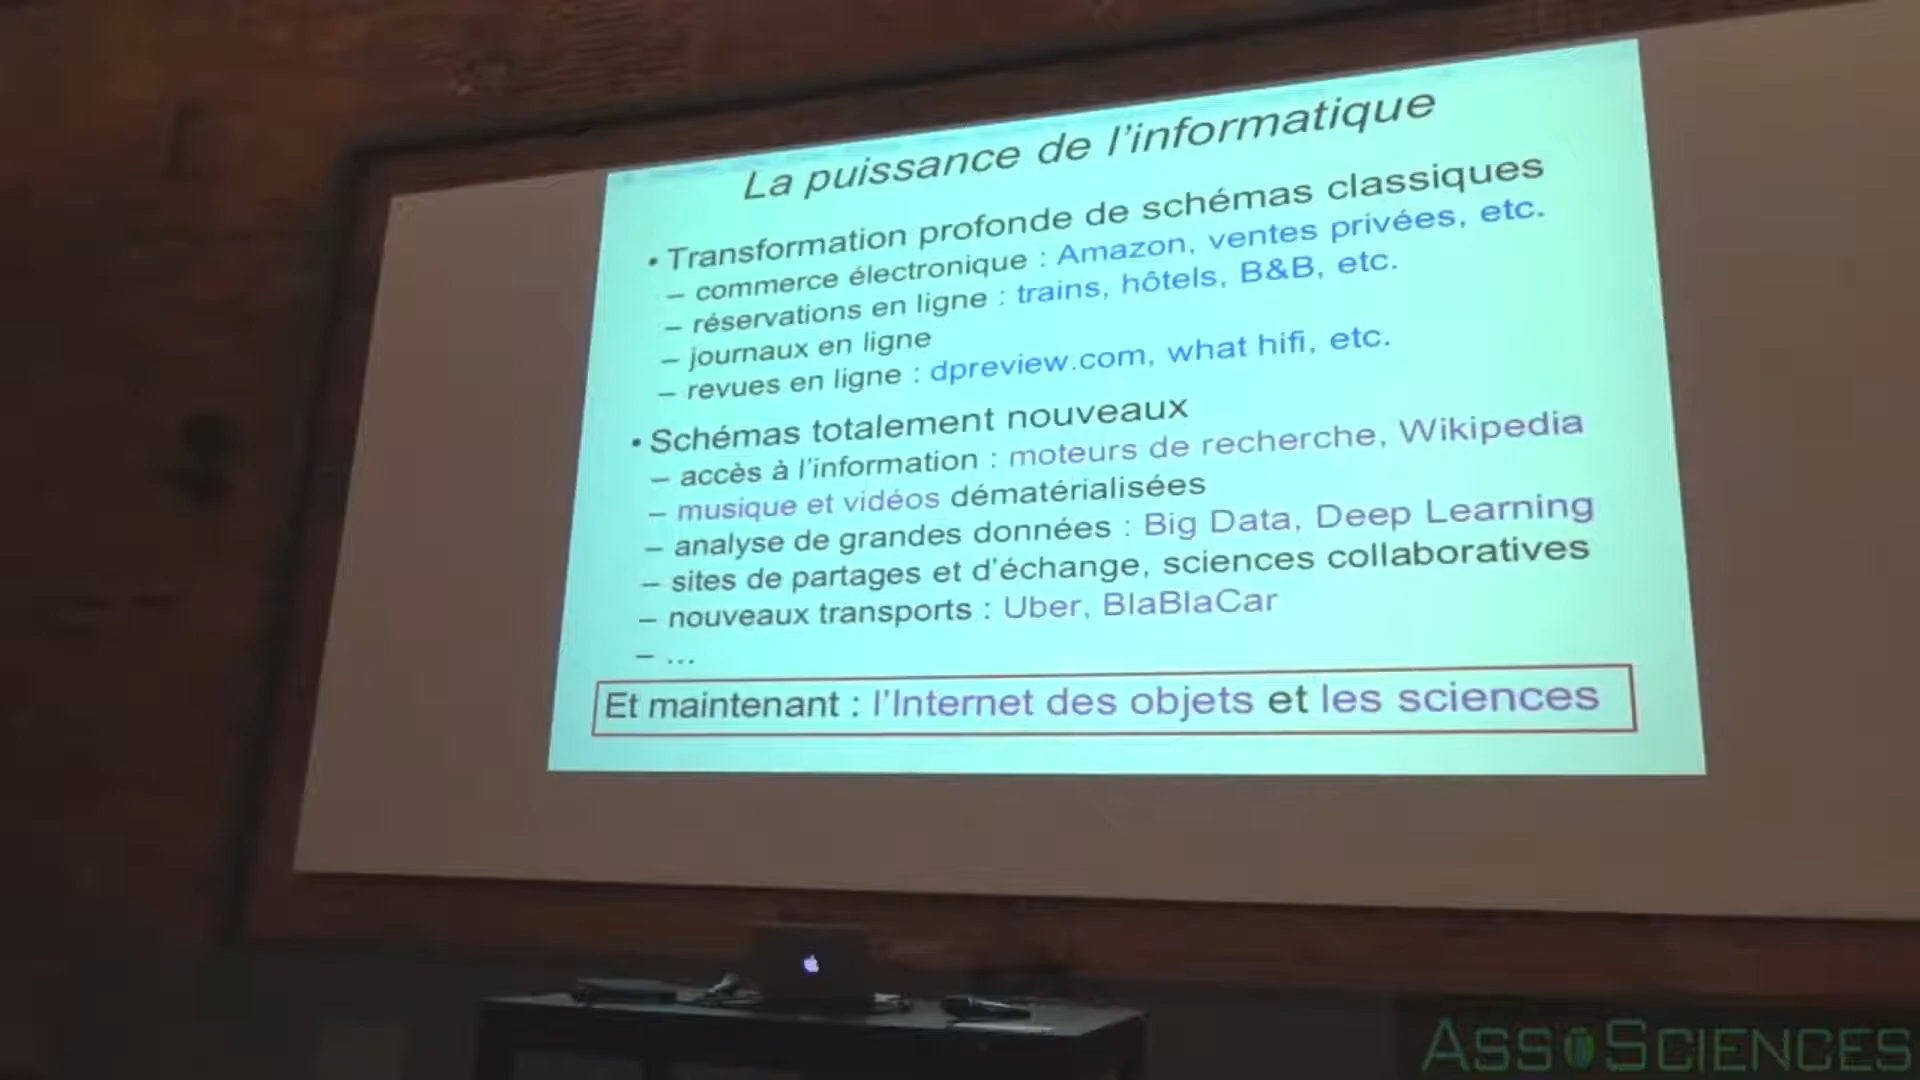 La puissance de l'informatique
• Transformation profonde de schémas classiques
– commerce électronique : Amazon, ventes privées, etc.
– réservations en ligne : trains, hôtels, B&B, etc.
– journaux en ligne
– revues en ligne : dpreview.com, what hifi, etc.
• Schémas totalement nouveaux
– accès à l'information : moteurs de recherche, Wikipedia
– musique et vidéos dématérialisées
– analyse de grandes données : Big Data, Deep Learning
– sites de partages et d'échange, sciences collaboratives
– nouveaux transports : Uber, BlaBlaCar
– ...
Et maintenant : l'Internet des objets et les sciences
ASSOSCIENCES